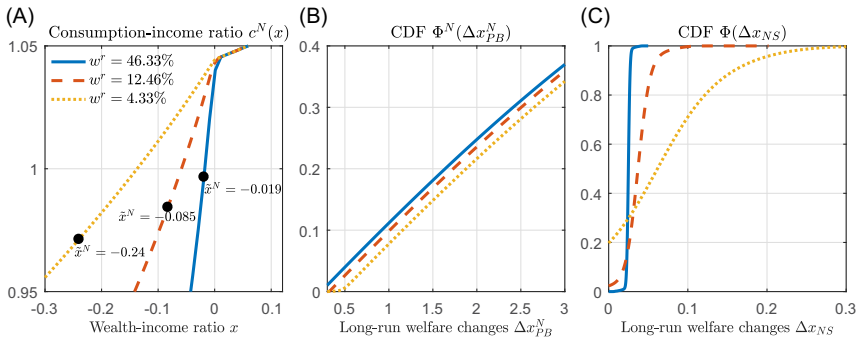 (A)
Consumption-income ratio c^N(x)
1.05
1
0.95
w^r = 46.33%
w^r = 12.46%
w^r = 4.33%
x̃^N = −0.019
x̃^N = −0.085
x̃^N = −0.24
-0.3 -0.2 -0.1 0 0.1
Wealth-income ratio x
(B)
CDF Φ^N(Δx^N_PB)
0.4
0.3
0.2
0.1
0
0.5 1 1.5 2 2.5 3
Long-run welfare changes Δx^N_PB
(C)
CDF Φ(Δx_NS)
1
0.8
0.6
0.4
0.2
0
0 0.1 0.2 0.3
Long-run welfare changes Δx_NS